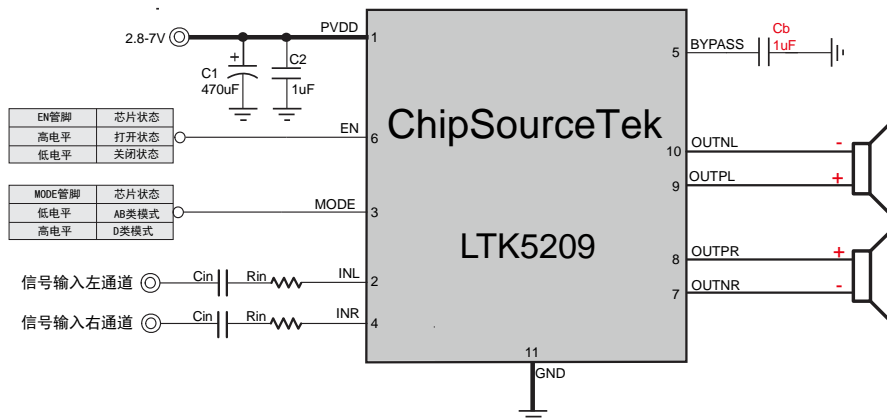 2.8-7V
PVDD
1
C1
470uF
C2
1uF
5
BYPASS
Cb
1uF
EN管脚 芯片状态
高电平 打开状态
低电平 关闭状态
EN
6
ChipSourceTek
10
OUTNL
-
9
OUTPL
+
MODE管脚 芯片状态
低电平 AB类模式
高电平 D类模式
MODE
3
LTK5209
8
OUTPR
+
7
OUTNR
-
信号输入左通道
Cin
Rin
INL
2
信号输入右通道
Cin
Rin
INR
4
11
GND